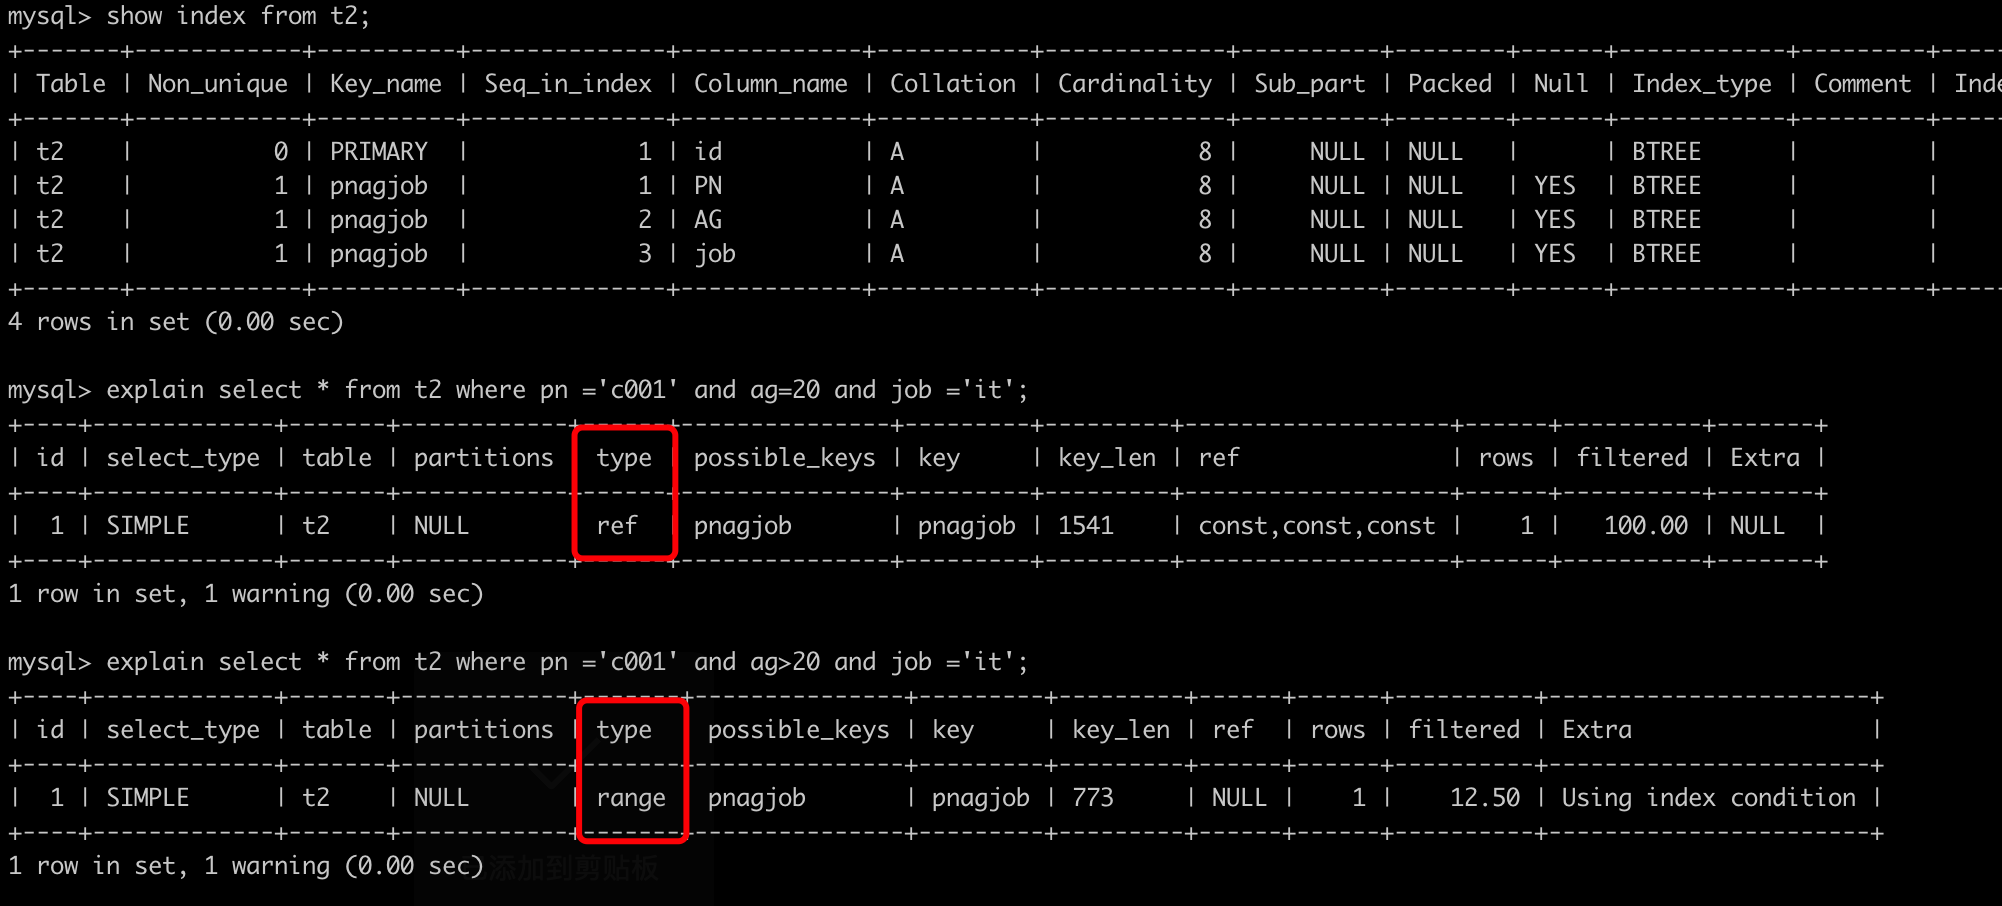 mysql> show index from t2;
+-------+------------+----------+--------------+-------------+-----------+-------------+----------+--------+------+------------+---------+-----
| Table | Non_unique | Key_name | Seq_in_index | Column_name | Collation | Cardinality | Sub_part | Packed | Null | Index_type | Comment | Inde
+-------+------------+----------+--------------+-------------+-----------+-------------+----------+--------+------+------------+---------+-----
| t2    |          0 | PRIMARY  |            1 | id          | A         |           8 |     NULL | NULL   |      | BTREE      |         |
| t2    |          1 | pnagjob  |            1 | PN          | A         |           8 |     NULL | NULL   | YES  | BTREE      |         |
| t2    |          1 | pnagjob  |            2 | AG          | A         |           8 |     NULL | NULL   | YES  | BTREE      |         |
| t2    |          1 | pnagjob  |            3 | job         | A         |           8 |     NULL | NULL   | YES  | BTREE      |         |
+-------+------------+----------+--------------+-------------+-----------+-------------+----------+--------+------+------------+---------+-----
4 rows in set (0.00 sec)
mysql> explain select * from t2 where pn ='c001' and ag=20 and job ='it';
+----+-------------+-------+------------+------+---------------+---------+---------+-------------------+------+----------+-------+
| id | select_type | table | partitions | type | possible_keys | key     | key_len | ref               | rows | filtered | Extra |
+----+-------------+-------+------------+------+---------------+---------+---------+-------------------+------+----------+-------+
|  1 | SIMPLE      | t2    | NULL       | ref  | pnagjob       | pnagjob | 1541    | const,const,const |    1 |   100.00 | NULL  |
+----+-------------+-------+------------+------+---------------+---------+---------+-------------------+------+----------+-------+
1 row in set, 1 warning (0.00 sec)
mysql> explain select * from t2 where pn ='c001' and ag>20 and job ='it';
+----+-------------+-------+------------+-------+---------------+---------+---------+------+------+----------+-----------------------+
| id | select_type | table | partitions | type  | possible_keys | key     | key_len | ref  | rows | filtered | Extra                 |
+----+-------------+-------+------------+-------+---------------+---------+---------+------+------+----------+-----------------------+
|  1 | SIMPLE      | t2    | NULL       | range | pnagjob       | pnagjob | 773     | NULL |    1 |    12.50 | Using index condition |
+----+-------------+-------+------------+-------+---------------+---------+---------+------+------+----------+-----------------------+
1 row in set, 1 warning (0.00 sec)
添加到剪贴板